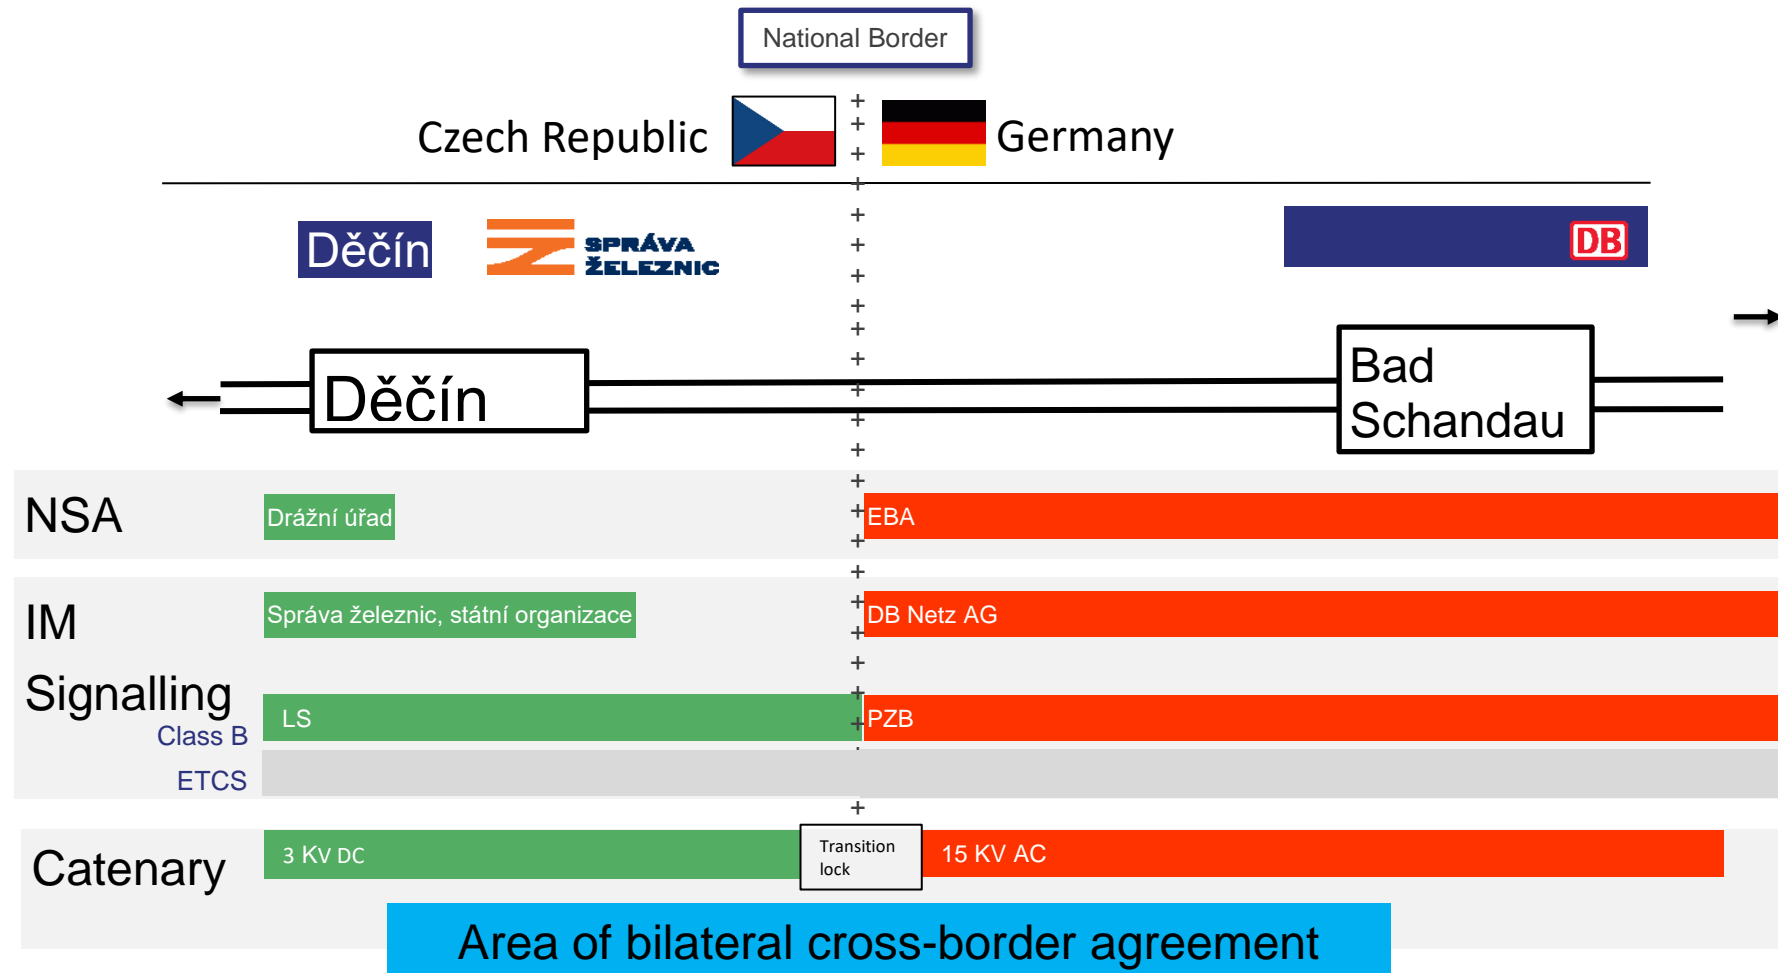 National Border
Czech Republic
Germany
Děčín
SPRÁVA
ŽELEZNIC
DB
Děčín
Bad
Schandau
NSA
Drážní úřad
EBA
IM
Správa železnic, státní organizace
DB Netz AG
Signalling
Class B
LS
PZB
ETCS
Catenary
3 KV DC
Transition
lock
15 KV AC
Area of bilateral cross-border agreement